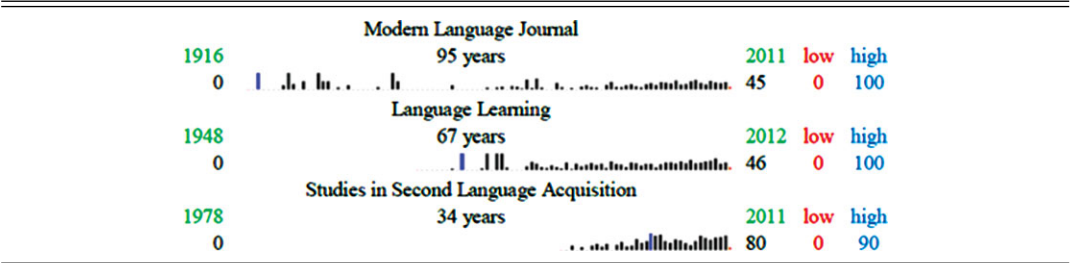 Modern Language Journal
1916 95 years 2011 low high
0 45 0 100
Language Learning
1948 67 years 2012 low high
0 46 0 100
Studies in Second Language Acquisition
1978 34 years 2011 low high
0 80 0 90